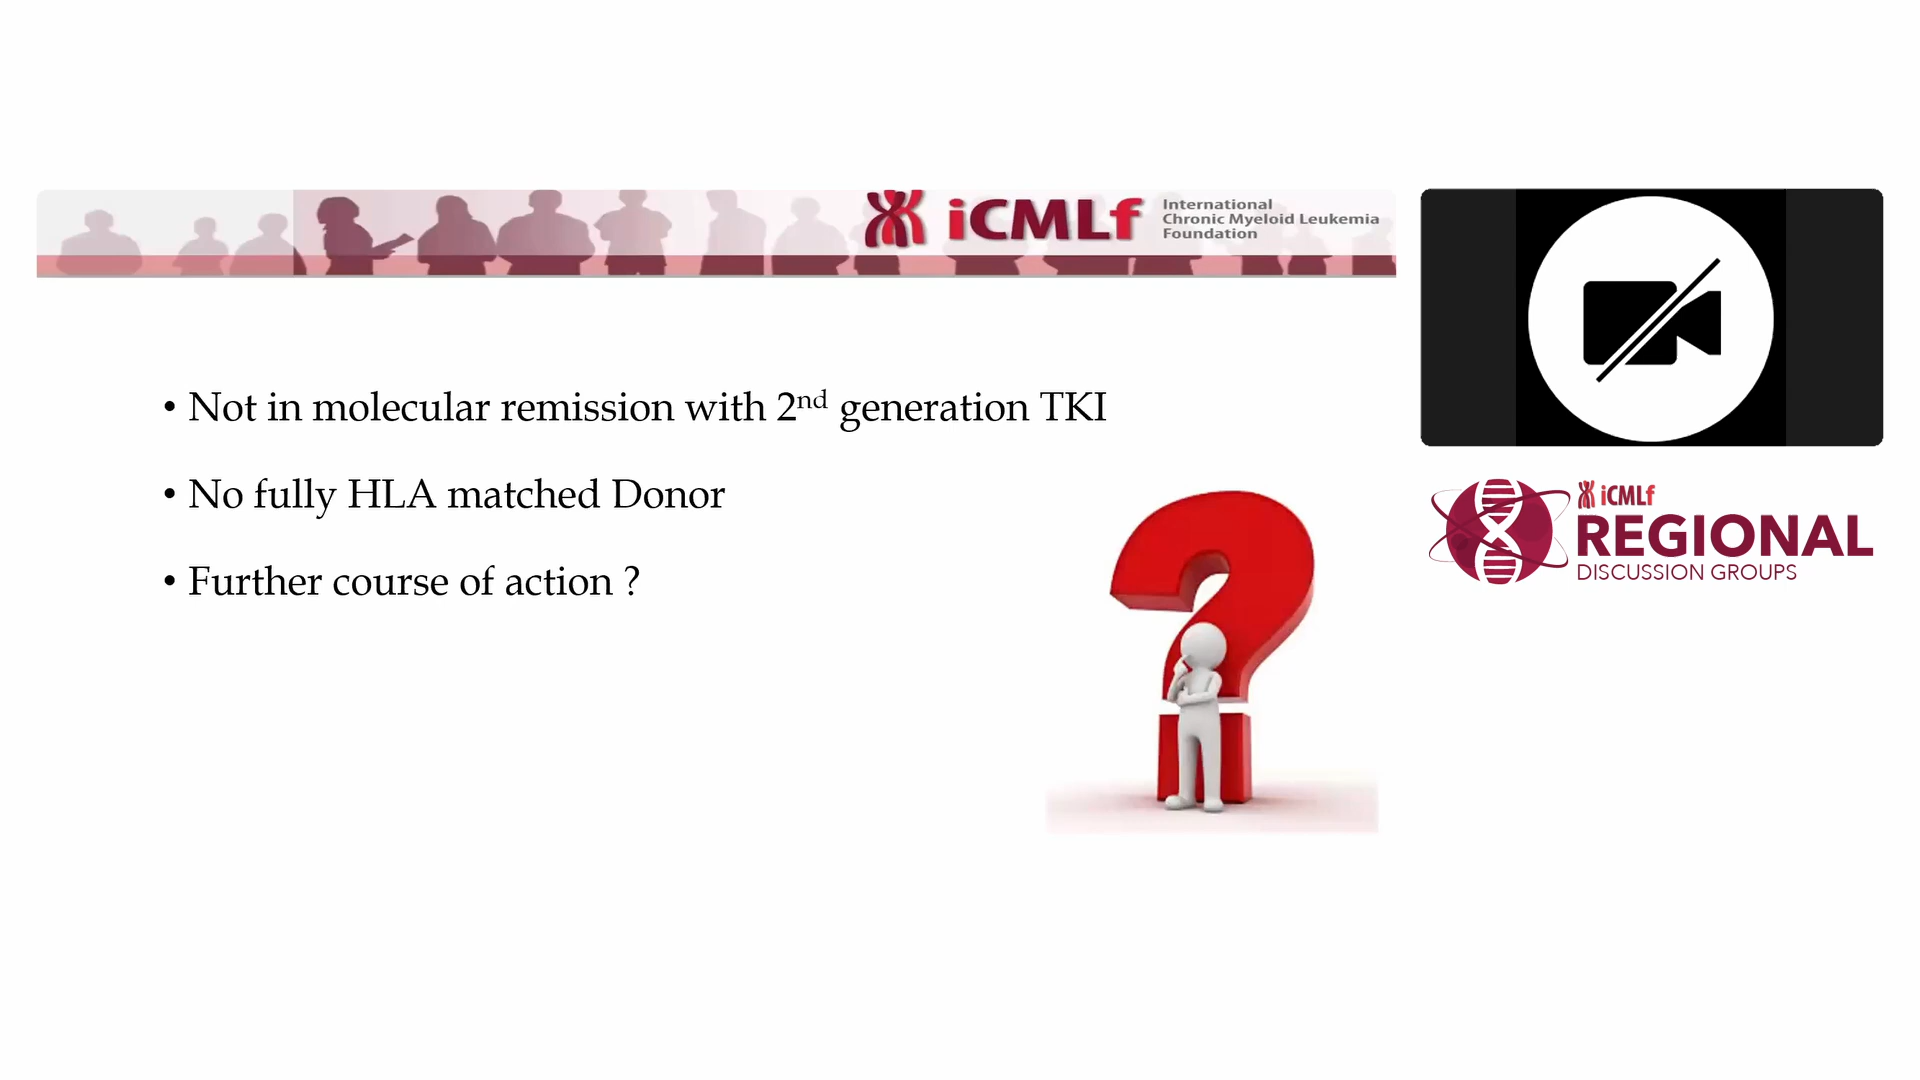 iCMLf
International
Chronic Myeloid Leukemia
Foundation
• Not in molecular remission with 2nd generation TKI
• No fully HLA matched Donor
• Further course of action ?
iCMLf
REGIONAL
DISCUSSION GROUPS